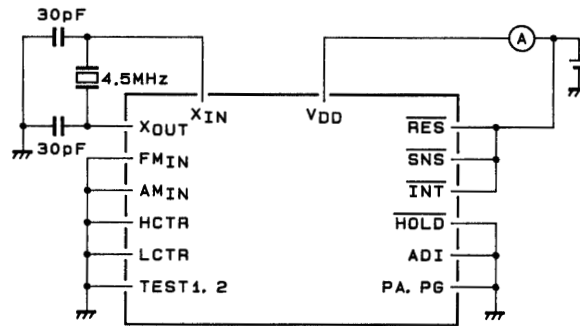 30pF
4.5MHz
30pF
A
XIN
VDD
XOUT
FMIN
AMIN
HCTR
LCTR
TEST1, 2
RES
SNS
INT
HOLD
ADI
PA, PG